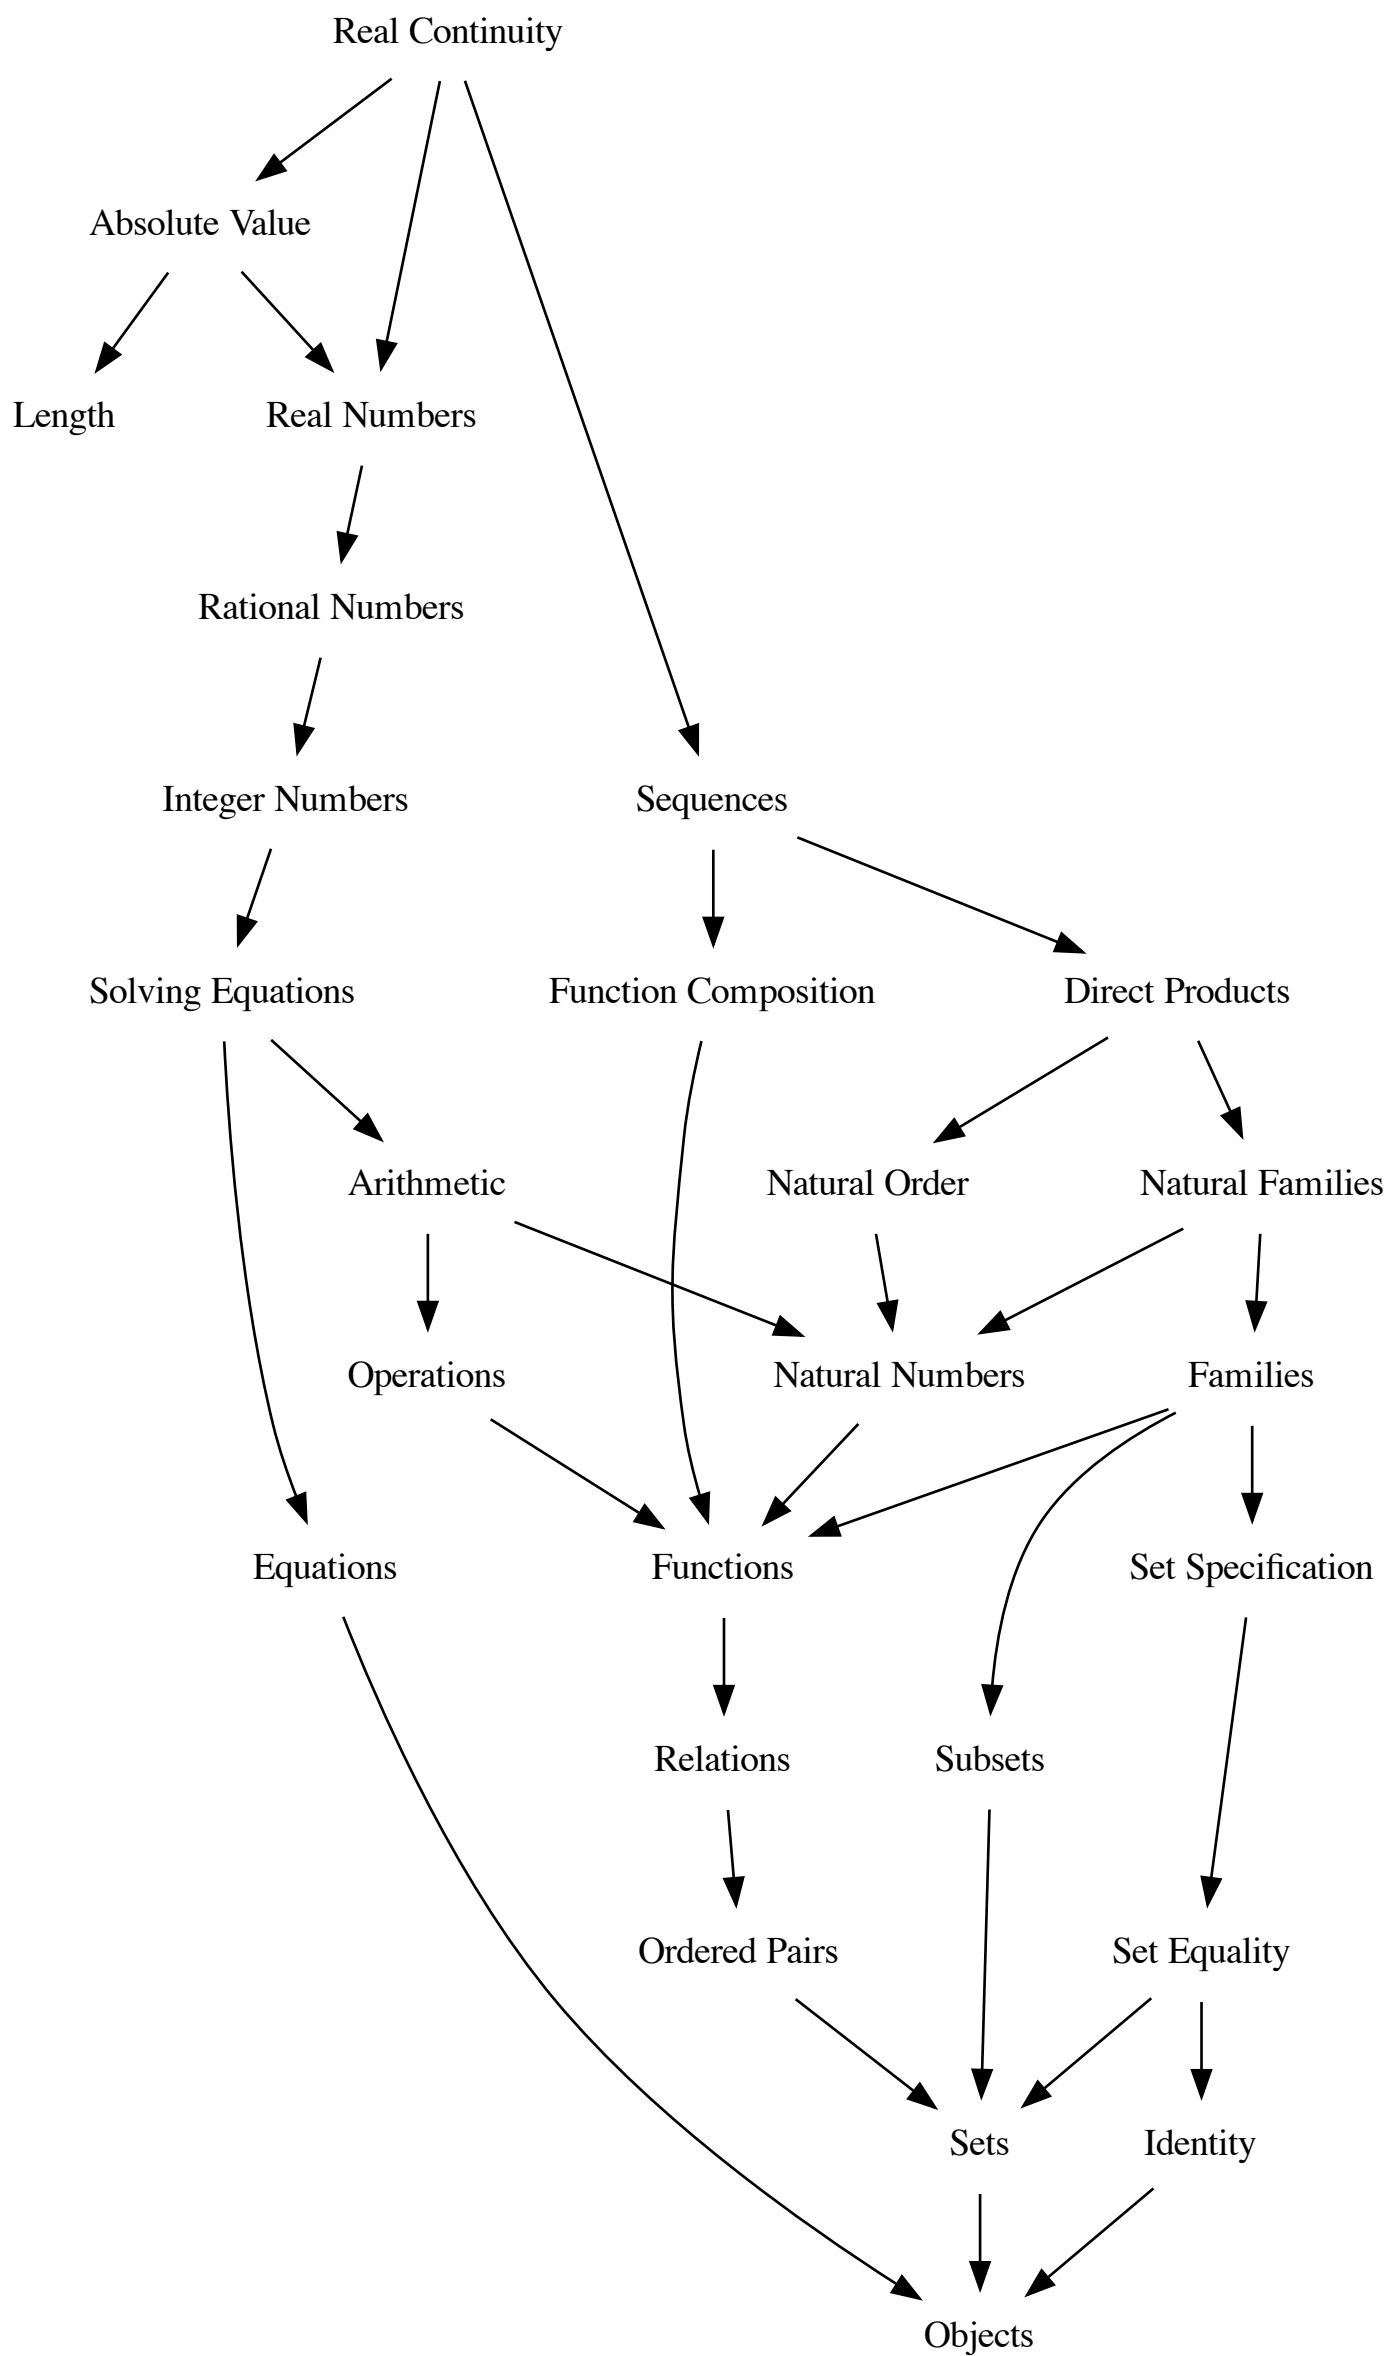 Real Continuity
Absolute Value
Length
Real Numbers
Rational Numbers
Integer Numbers
Sequences
Solving Equations
Function Composition
Direct Products
Arithmetic
Natural Order
Natural Families
Operations
Natural Numbers
Families
Equations
Functions
Set Specification
Relations
Subsets
Ordered Pairs
Set Equality
Sets
Identity
Objects